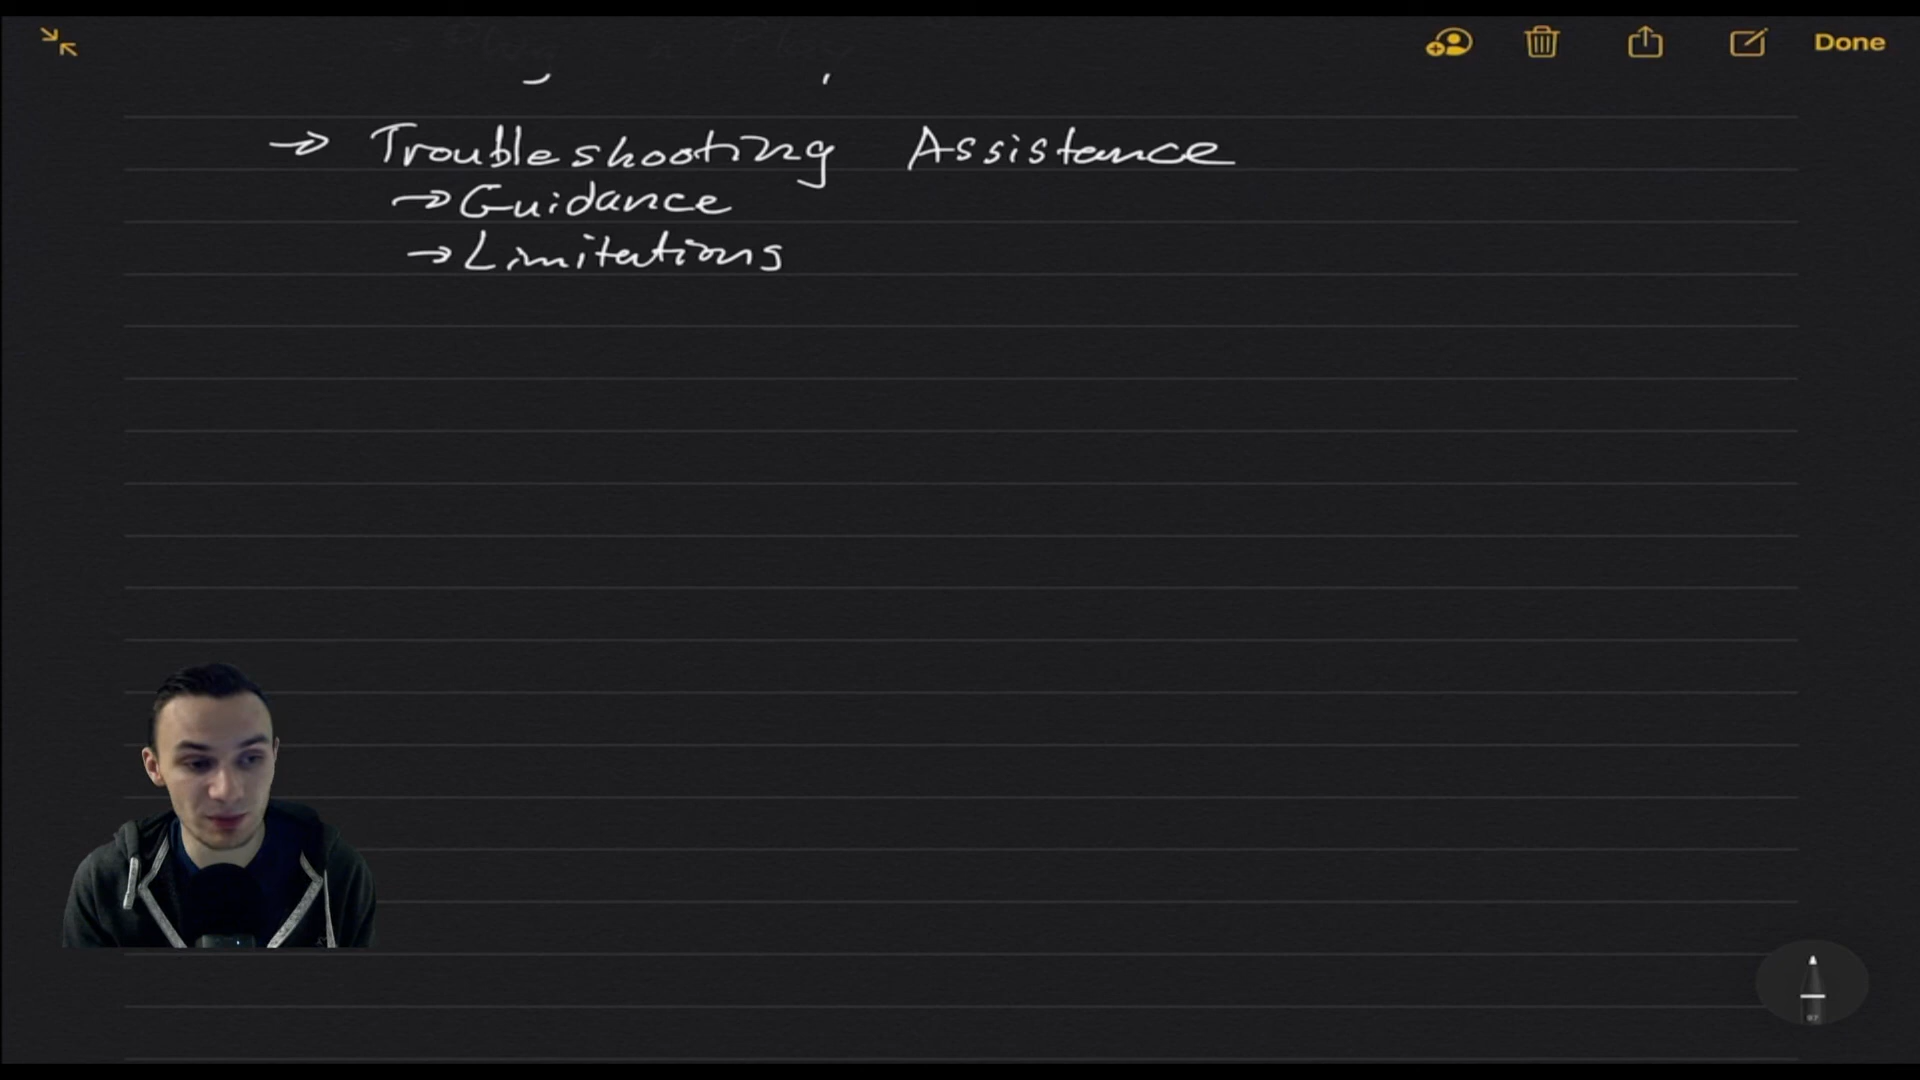 Done
→ Troubleshooting Assistance
→ Guidance
→ Limitations